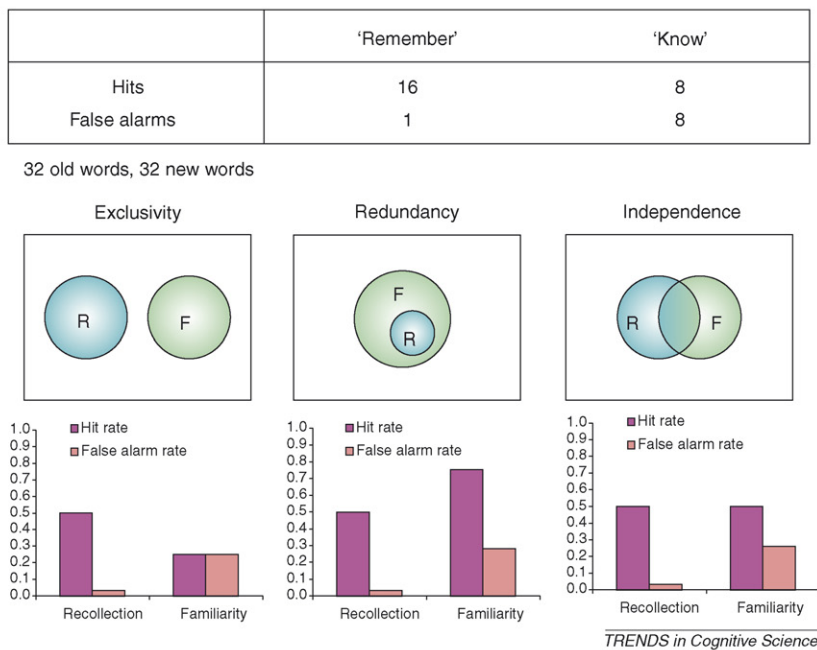 'Remember' 'Know'
Hits 16 8
False alarms 1 8
32 old words, 32 new words
Exclusivity Redundancy Independence
R F
F
R
R F
1.0
0.9
0.8
0.7
0.6
0.5
0.4
0.3
0.2
0.1
0.0
Hit rate
False alarm rate
Recollection Familiarity
1.0
0.9
0.8
0.7
0.6
0.5
0.4
0.3
0.2
0.1
0.0
Hit rate
False alarm rate
Recollection Familiarity
1.0
0.9
0.8
0.7
0.6
0.5
0.4
0.3
0.2
0.1
0.0
Hit rate
False alarm rate
Recollection Familiarity
TRENDS in Cognitive Science